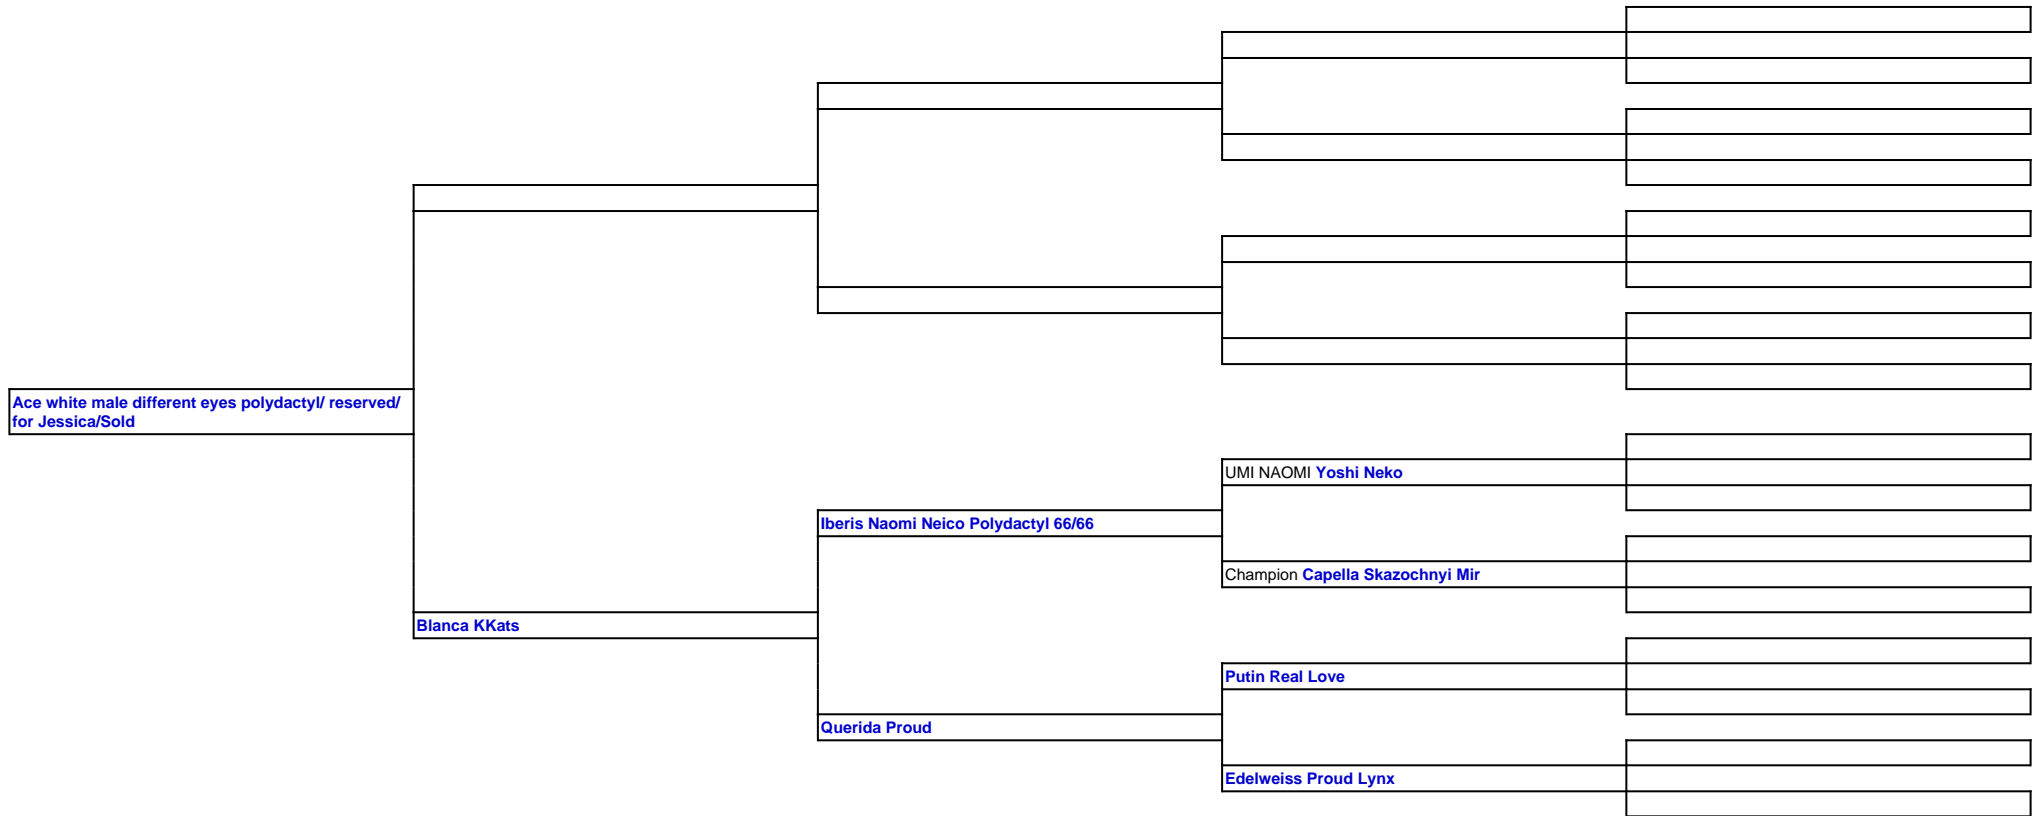 Ace white male different eyes polydactyl/ reserved/
for Jessica/Sold
UMI NAOMI Yoshi Neko
Iberis Naomi Neico Polydactyl 66/66
Champion Capella Skazochnyi Mir
Blanca KKats
Putin Real Love
Querida Proud
Edelweiss Proud Lynx